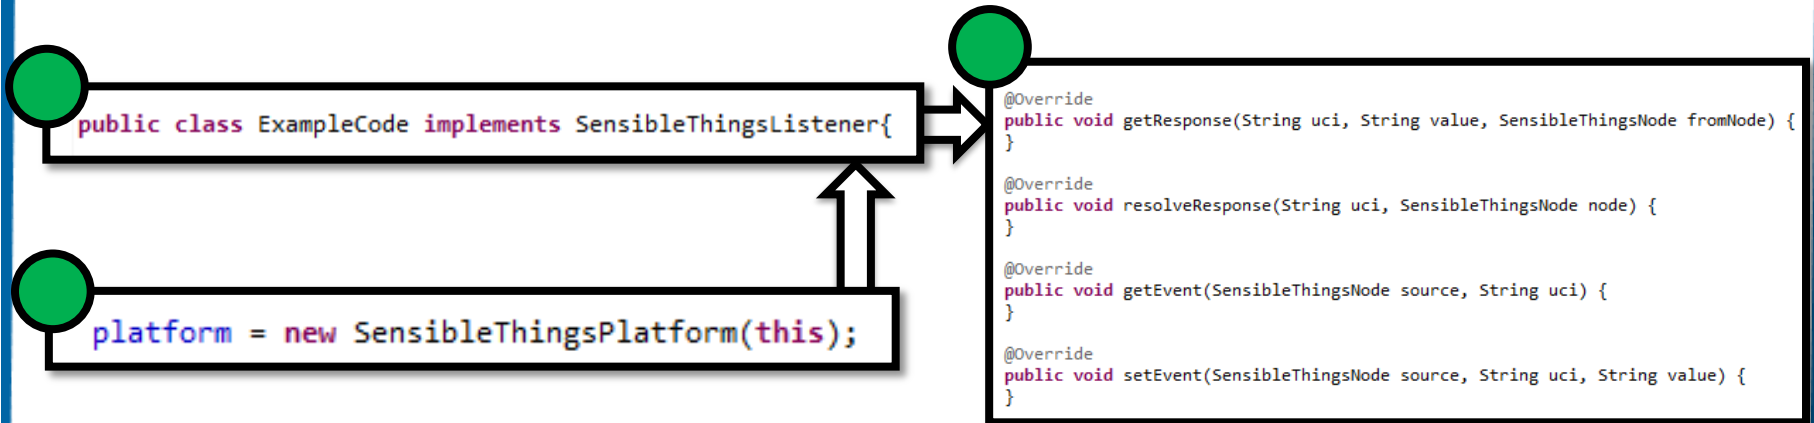 public class ExampleCode implements SensibleThingsListener{
platform = new SensibleThingsPlatform(this);
@Override
public void getResponse(String uci, String value, SensibleThingsNode fromNode) {
}
@Override
public void resolveResponse(String uci, SensibleThingsNode node) {
}
@Override
public void getEvent(SensibleThingsNode source, String uci) {
}
@Override
public void setEvent(SensibleThingsNode source, String uci, String value) {
}